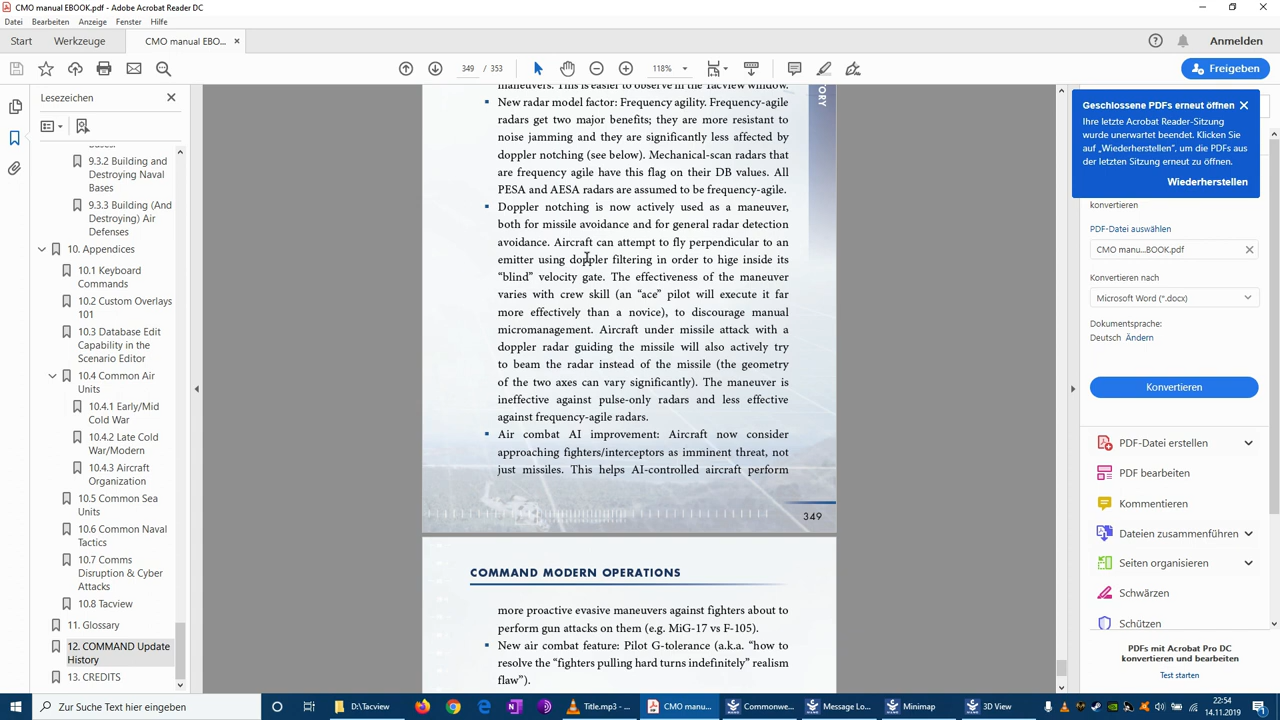 CMO manual EBOOK.pdf - Adobe Acrobat Reader DC
Datei Bearbeiten Anzeige Fenster Hilfe
Start Werkzeuge CMO manual EBO... × Anmelden
349 / 353 118% Freigeben
Lesezeichen
9.3.2 Building and
Destroying Naval
Bases
9.3.3 Building (And
Destroying) Air
Defenses
10. Appendices
10.1 Keyboard
Commands
10.2 Custom Overlays
101
10.3 Database Edit
Capability in the
Scenario Editor
10.4 Common Air
Units
10.4.1 Early/Mid
Cold War
10.4.2 Late Cold
War/Modern
10.4.3 Aircraft
Organization
10.5 Common Sea
Units
10.6 Common Naval
Tactics
10.7 Comms
Disruption & Cyber
Attacks
10.8 Tacview
11. Glossary
12. COMMAND Update
History
13. CREDITS
maneuvers. This is easier to observe in the Tacview window.
▪ New radar model factor: Frequency agility. Frequency-agile
radars get two major benefits; they are more resistant to
noise jamming and they are significantly less affected by
doppler notching (see below). Mechanical-scan radars that
are frequency agile have this flag on their DB values. All
PESA and AESA radars are assumed to be frequency-agile.
▪ Doppler notching is now actively used as a maneuver,
both for missile avoidance and for general radar detection
avoidance. Aircraft can attempt to fly perpendicular to an
emitter using doppler filtering in order to hige inside its
“blind” velocity gate. The effectiveness of the maneuver
varies with crew skill (an “ace” pilot will execute it far
more effectively than a novice), to discourage manual
micromanagement. Aircraft under missile attack with a
doppler radar guiding the missile will also actively try
to beam the radar instead of the missile (the geometry
of the two axes can vary significantly). The maneuver is
ineffective against pulse-only radars and less effective
against frequency-agile radars.
▪ Air combat AI improvement: Aircraft now consider
approaching fighters/interceptors as imminent threat, not
just missiles. This helps AI-controlled aircraft perform
349
COMMAND MODERN OPERATIONS
more proactive evasive maneuvers against fighters about to
perform gun attacks on them (e.g. MiG-17 vs F-105).
▪ New air combat feature: Pilot G-tolerance (a.k.a. “how to
resolve the “fighters pulling hard turns indefinitely” realism
flaw”).
ORY
Geschlossene PDFs erneut öffnen
Ihre letzte Acrobat Reader-Sitzung
wurde unerwartet beendet. Klicken Sie
auf „Wiederherstellen“, um die PDFs aus
der letzten Sitzung erneut zu öffnen.
Wiederherstellen
konvertieren
PDF-Datei auswählen
CMO manu...BOOK.pdf
Konvertieren nach
Microsoft Word (*.docx)
Dokumentsprache:
Deutsch Ändern
Konvertieren
PDF-Datei erstellen
PDF bearbeiten
Kommentieren
Dateien zusammenführen
Seiten organisieren
Schwärzen
Schützen
PDFs mit Acrobat Pro DC
konvertieren und bearbeiten
Test starten
Zur Suche Text hier eingeben
D:\Tacview
Title.mp3 - ...
CMO manu...
Commonwe...
Message Lo...
Minimap
3D View
22:54
14.11.2019